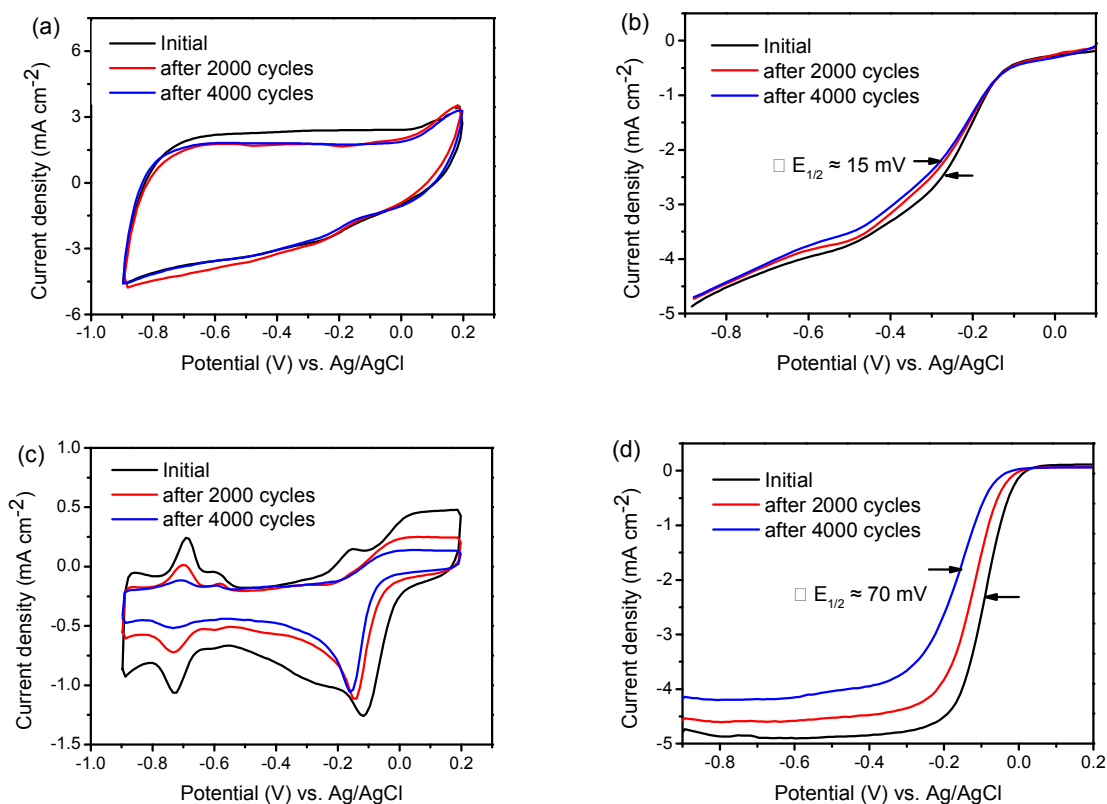 (a)
Initial
after 2000 cycles
after 4000 cycles
6
3
0
-3
-6
-1.0 -0.8 -0.6 -0.4 -0.2 0.0 0.2
Current density (mA cm-2)
Potential (V) vs. Ag/AgCl
(b)
Initial
after 2000 cycles
after 4000 cycles
□ E1/2 ≈ 15 mV
0
-1
-2
-3
-4
-5
-0.8 -0.6 -0.4 -0.2 0.0
Current density (mA cm-2)
Potential (V) vs. Ag/AgCl
(c)
Initial
after 2000 cycles
after 4000 cycles
1.0
0.5
0.0
-0.5
-1.0
-1.5
-1.0 -0.8 -0.6 -0.4 -0.2 0.0 0.2
Current density (mA cm-2)
Potential (V) vs. Ag/AgCl
(d)
Initial
after 2000 cycles
after 4000 cycles
□ E1/2 ≈ 70 mV
0
-1
-2
-3
-4
-5
-0.8 -0.6 -0.4 -0.2 0.0 0.2
Current density (mA cm-2)
Potential (V) vs. Ag/AgCl